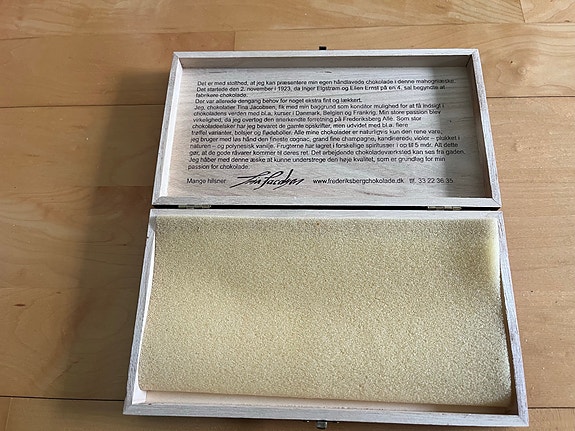 Det er med stolthed, at jeg kan præsentere min egen håndlavede chokolade i denne mahogniæske.
Det startede den 2. november i 1923, da Inger Elgstrøm og Ellen Ernst på en 4. sal begyndte at
fabrikere chokolade.
Der var allerede dengang behov for noget ekstra fint og lækkert.
Jeg, chokolatier Tina Jacobsen, fik med min baggrund som konditor mulighed for at få indsigt i
chokoladens verden med bl.a. kurser i Danmark, Belgien og Frankrig. Min store passion blev
virkelighed, da jeg overtog den anerkendte forretning på Frederiksberg Allé. Som stor
chokoladeelsker har jeg bevaret de gamle opskrifter, men udvidet med bl.a. flere
trøffel varianter, bolsjer og flødeboller. Alle mine chokolader er naturligvis kun den rene vare,
jeg bruger med løs hånd den fineste cognac, grand fine champagne, kandiserede violer - plukket i
naturen - og polynesisk vanilje. Frugterne har lagret i forskellige spirituser i op til 5 mdr. Alt dette
gør, at de gode råvarer kommer til deres ret. Det arbejdende chokoladeværksted kan ses fra gaden.
Jeg håber med denne æske at kunne understrege den høje kvalitet, som er grundlag for min
passion for chokolade.
Mange hilsner Tina Jacobsen www.frederiksbergchokolade.dk tlf. 33 22 36 35